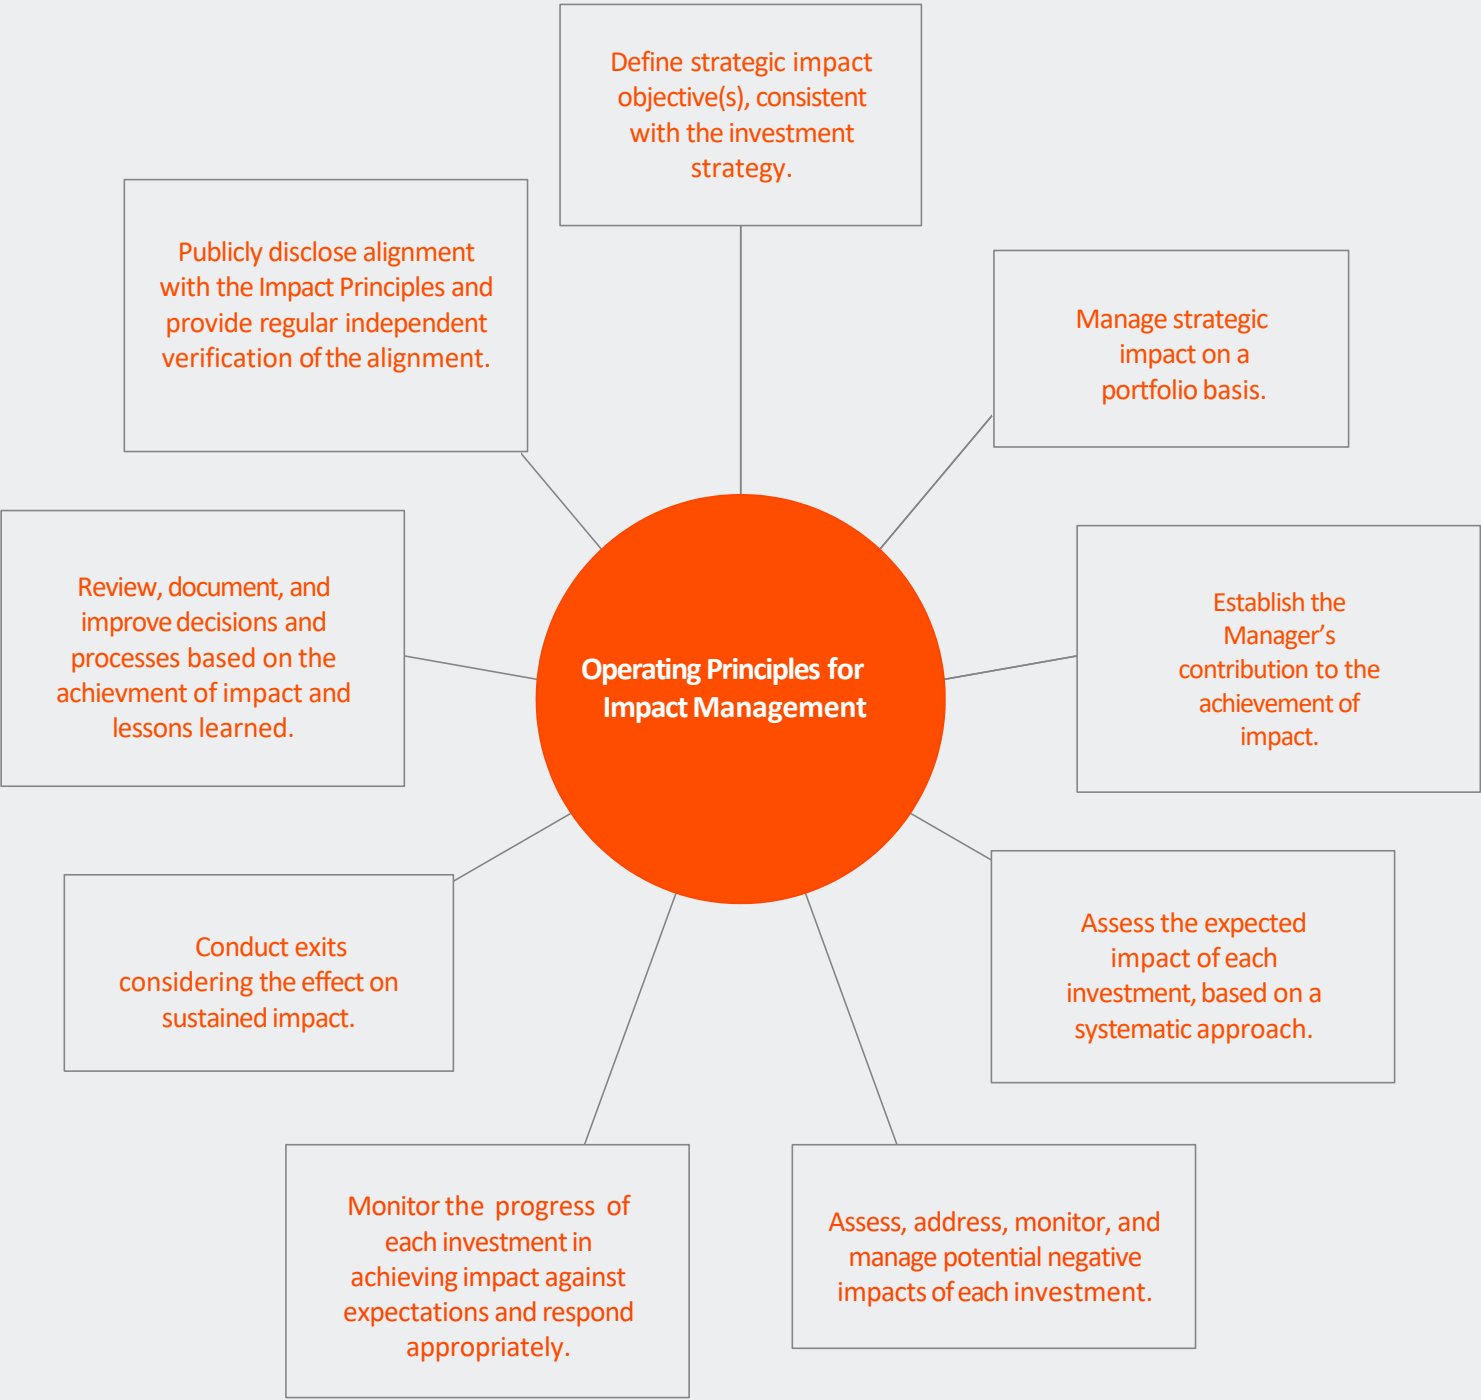 Define strategic impact
objective(s), consistent
with the investment
strategy.
Manage strategic
impact on a
portfolio basis.
Establish the
Manager’s
contribution to the
achievement of
impact.
Assess the expected
impact of each
investment, based on a
systematic approach.
Assess, address, monitor, and
manage potential negative
impacts of each investment.
Monitor the progress of
each investment in
achieving impact against
expectations and respond
appropriately.
Conduct exits
considering the effect on
sustained impact.
Review, document, and
improve decisions and
processes based on the
achievment of impact and
lessons learned.
Publicly disclose alignment
with the Impact Principles and
provide regular independent
verification of the alignment.
Operating Principles for
Impact Management